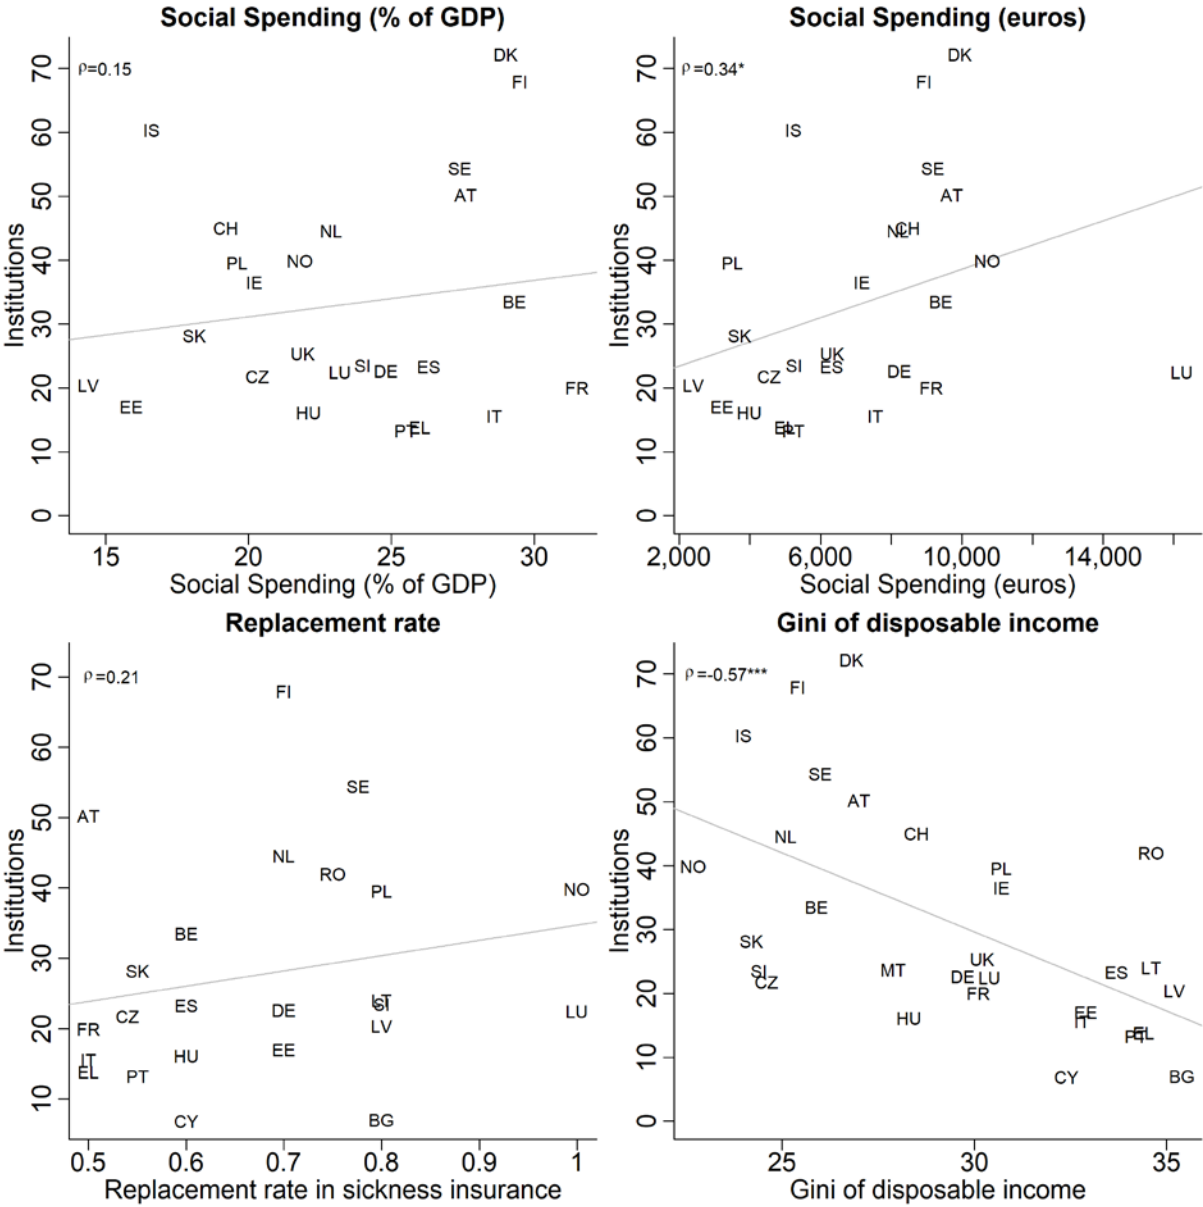 Social Spending (% of GDP)
ρ=0.15
DK
FI
IS
SE
AT
CH
NL
PL
NO
IE
BE
SK
UK
CZ
LU
SI
DE
ES
LV
FR
EE
HU
IT
PT
EL
Institutions
0
10
20
30
40
50
60
70
15
20
25
30
Social Spending (% of GDP)
Social Spending (euros)
ρ=0.34*
DK
FI
IS
SE
AT
NL
CH
PL
NO
IE
BE
SK
UK
SI
ES
CZ
DE
LU
LV
FR
EE
HU
IT
EL
PT
Institutions
0
10
20
30
40
50
60
70
2,000
6,000
10,000
14,000
Social Spending (euros)
Replacement rate
ρ=0.21
FI
SE
AT
NL
RO
PL
NO
BE
SK
ES
CZ
DE
LT
SI
LU
LV
FR
IT
EL
HU
EE
PT
CY
BG
Institutions
10
20
30
40
50
60
70
0.5
0.6
0.7
0.8
0.9
1
Replacement rate in sickness insurance
Gini of disposable income
ρ=-0.57***
DK
FI
IS
SE
AT
NL
CH
RO
NO
PL
IE
BE
SK
UK
SI
CZ
MT
DE
LU
FR
ES
LT
LV
HU
EE
IT
PT
EL
CY
BG
Institutions
0
10
20
30
40
50
60
70
25
30
35
Gini of disposable income